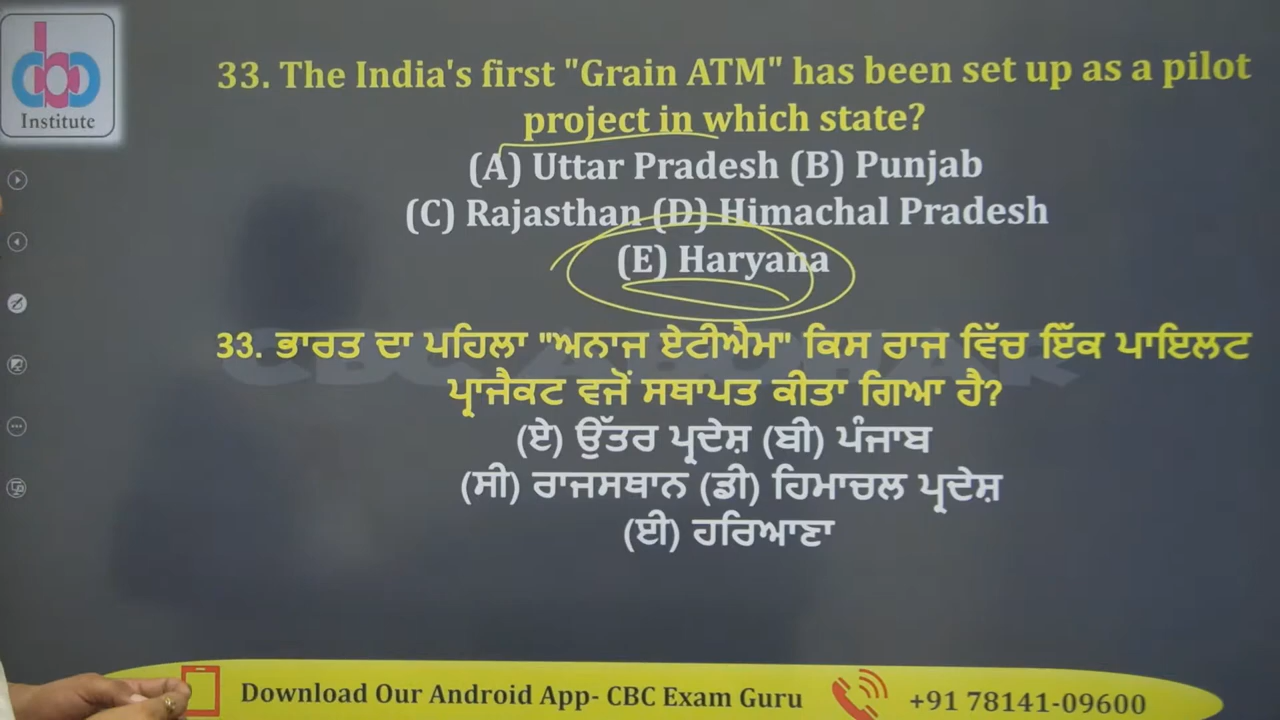 Institute
33. The India's first "Grain ATM" has been set up as a pilot
project in which state?
(A) Uttar Pradesh (B) Punjab
(C) Rajasthan (D) Himachal Pradesh
(E) Haryana
CBC ABOHAR
33. ਭਾਰਤ ਦਾ ਪਹਿਲਾ "ਅਨਾਜ ਏਟੀਐਮ" ਕਿਸ ਰਾਜ ਵਿੱਚ ਇੱਕ ਪਾਇਲਟ
ਪ੍ਰਾਜੈਕਟ ਵਜੋਂ ਸਥਾਪਤ ਕੀਤਾ ਗਿਆ ਹੈ?
(ਏ) ਉੱਤਰ ਪ੍ਰਦੇਸ਼ (ਬੀ) ਪੰਜਾਬ
(ਸੀ) ਰਾਜਸਥਾਨ (ਡੀ) ਹਿਮਾਚਲ ਪ੍ਰਦੇਸ਼
(ਈ) ਹਰਿਆਣਾ
Download Our Android App- CBC Exam Guru
+91 78141-09600